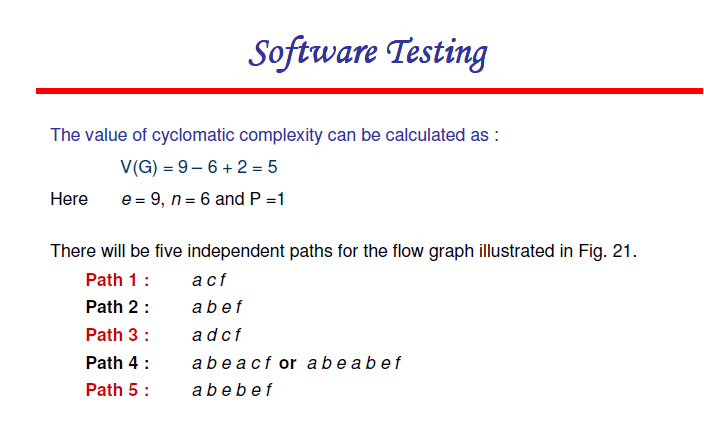 Software Testing
The value of cyclomatic complexity can be calculated as :
V(G) = 9 – 6 + 2 = 5
Here e = 9, n = 6 and P =1
There will be five independent paths for the flow graph illustrated in Fig. 21.
Path 1 : a c f
Path 2 : a b e f
Path 3 : a d c f
Path 4 : a b e a c f or a b e a b e f
Path 5 : a b e b e f